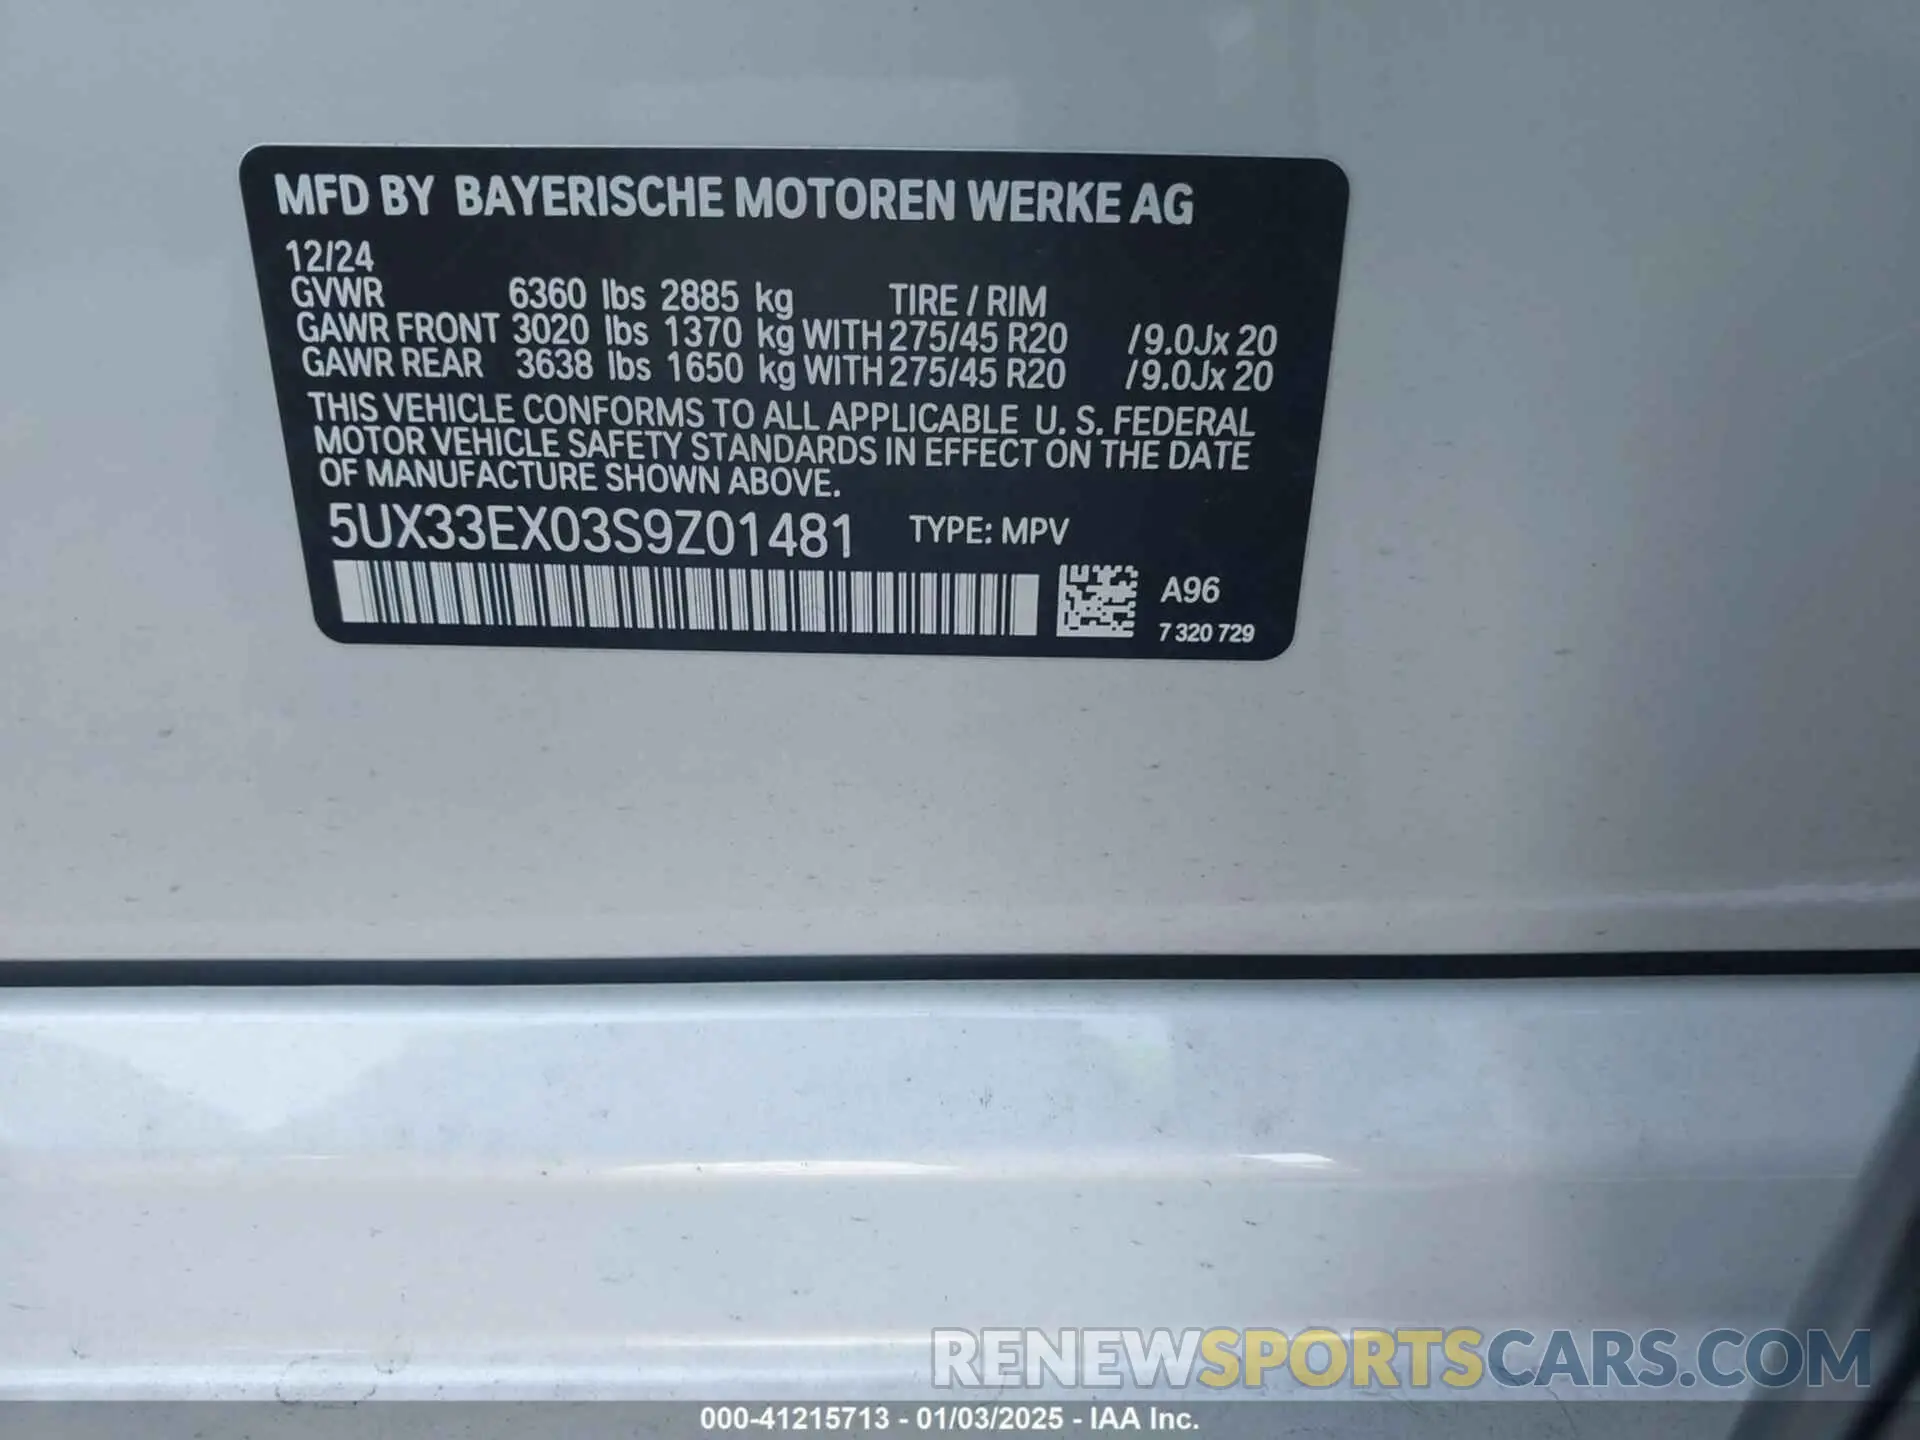 MFD BY BAYERISCHE MOTOREN WERKE AG
12/24
GVWR 6360 lbs 2885 kg TIRE / RIM
GAWR FRONT 3020 lbs 1370 kg WITH 275/45 R20 /9.0Jx 20
GAWR REAR 3638 lbs 1650 kg WITH 275/45 R20 /9.0Jx 20
THIS VEHICLE CONFORMS TO ALL APPLICABLE U. S. FEDERAL
MOTOR VEHICLE SAFETY STANDARDS IN EFFECT ON THE DATE
OF MANUFACTURE SHOWN ABOVE.
5UX33EX03S9Z01481 TYPE: MPV
A96
7 320 729
RENEWSPORTSCARS.COM
000-41215713 - 01/03/2025 - IAA Inc.